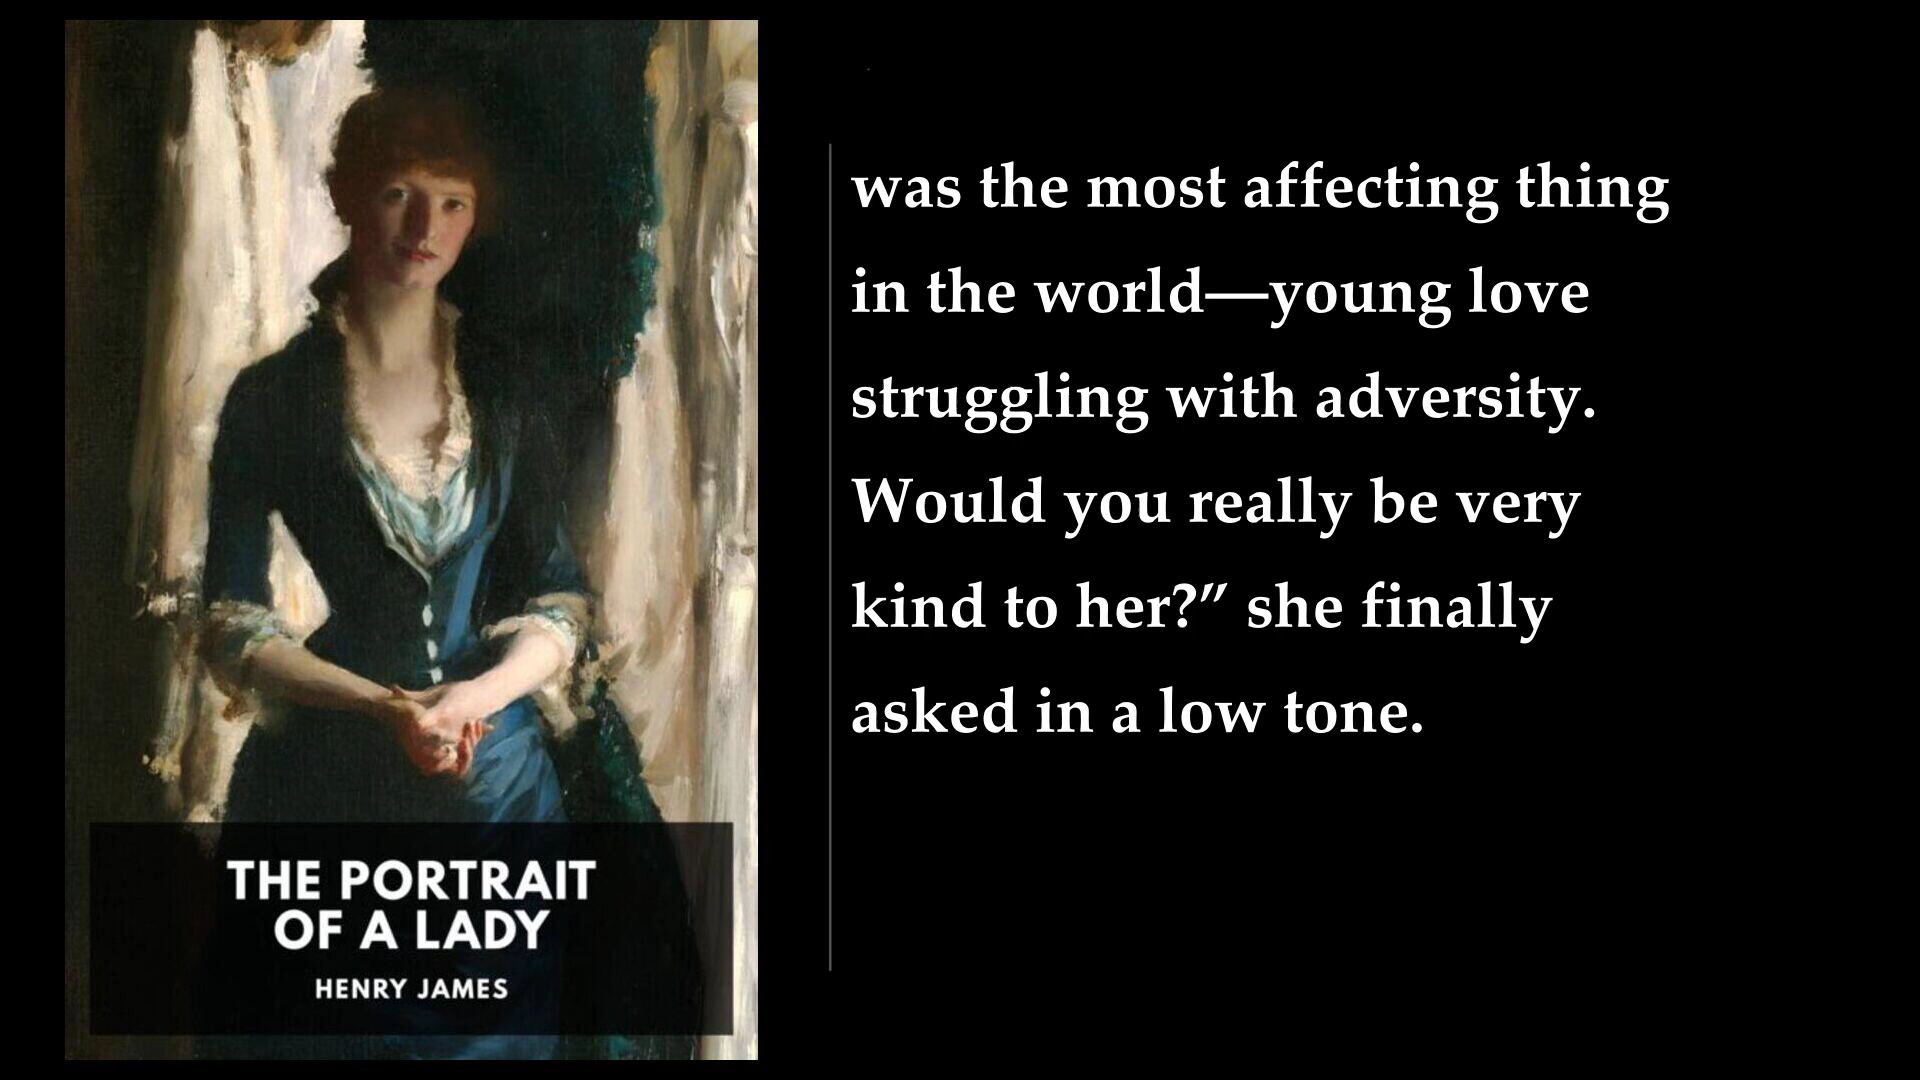 THE PORTRAIT
OF A LADY
HENRY JAMES
was the most affecting thing
in the world—young love
struggling with adversity.
Would you really be very
kind to her?” she finally
asked in a low tone.